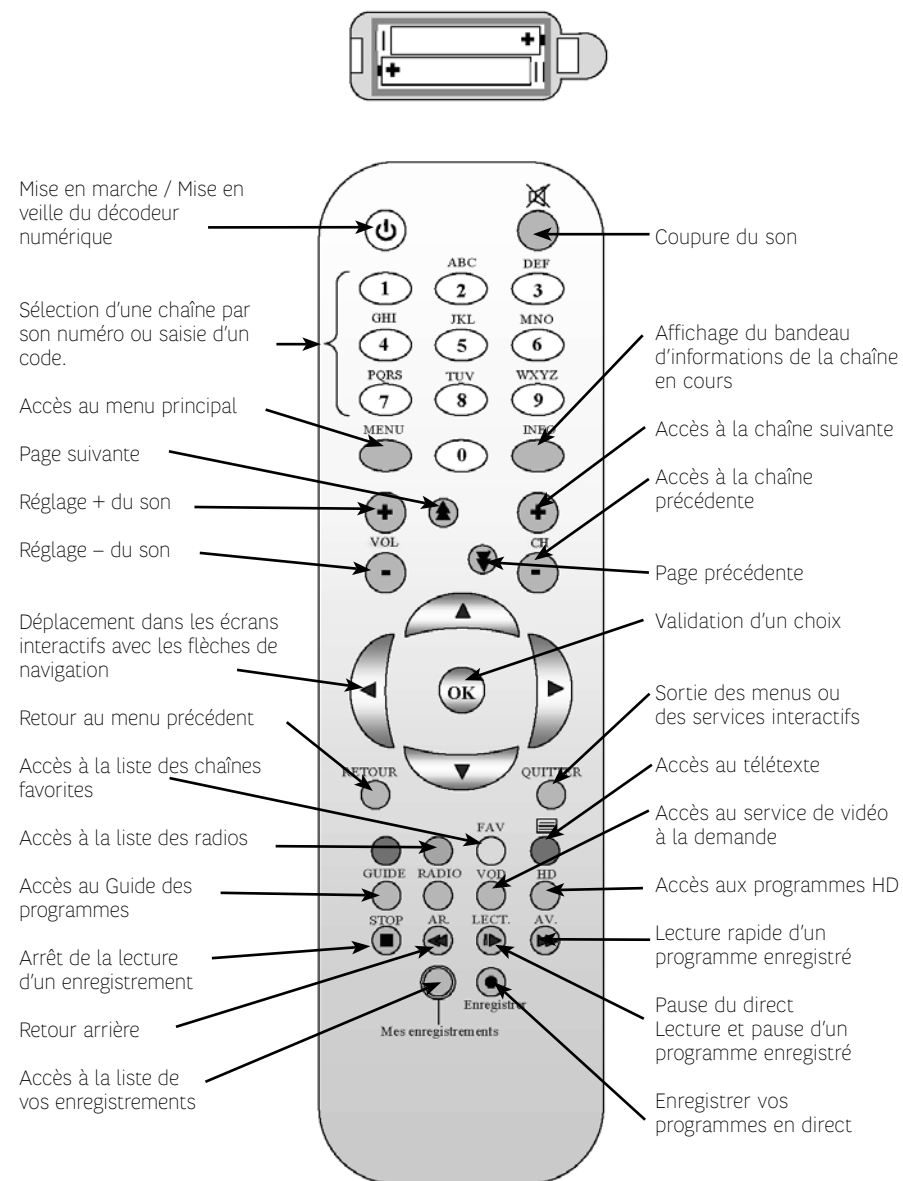 Mise en marche / Mise en
veille du décodeur
numérique
Coupure du son
ABC
DEF
1
2
3
Sélection d'une chaîne par
son numéro ou saisie d'un
code.
GHI
JKL
MNO
4
5
6
Affichage du bandeau
d'informations de la chaîne
en cours
PQRS
TUV
WXYZ
7
8
9
Accès au menu principal
MENU
0
INFO
Accès à la chaîne suivante
Page suivante
Accès à la chaîne
précédente
Réglage + du son
+
+
VOL
CH
Réglage – du son
-
-
Page précédente
Déplacement dans les écrans
interactifs avec les flèches de
navigation
Validation d'un choix
OK
Sortie des menus ou
des services interactifs
Retour au menu précédent
RETOUR
QUITTER
Accès au télétexte
Accès à la liste des chaînes
favorites
Accès au service de vidéo
à la demande
FAV
Accès à la liste des radios
GUIDE
RADIO
VOD
HD
Accès au Guide des
programmes
Accès aux programmes HD
STOP
AR.
LECT.
AV.
Lecture rapide d'un
programme enregistré
Arrêt de la lecture
d'un enregistrement
Enregistrer
Mes enregistrements
Pause du direct
Lecture et pause d'un
programme enregistré
Retour arrière
Accès à la liste de
vos enregistrements
Enregistrer vos
programmes en direct